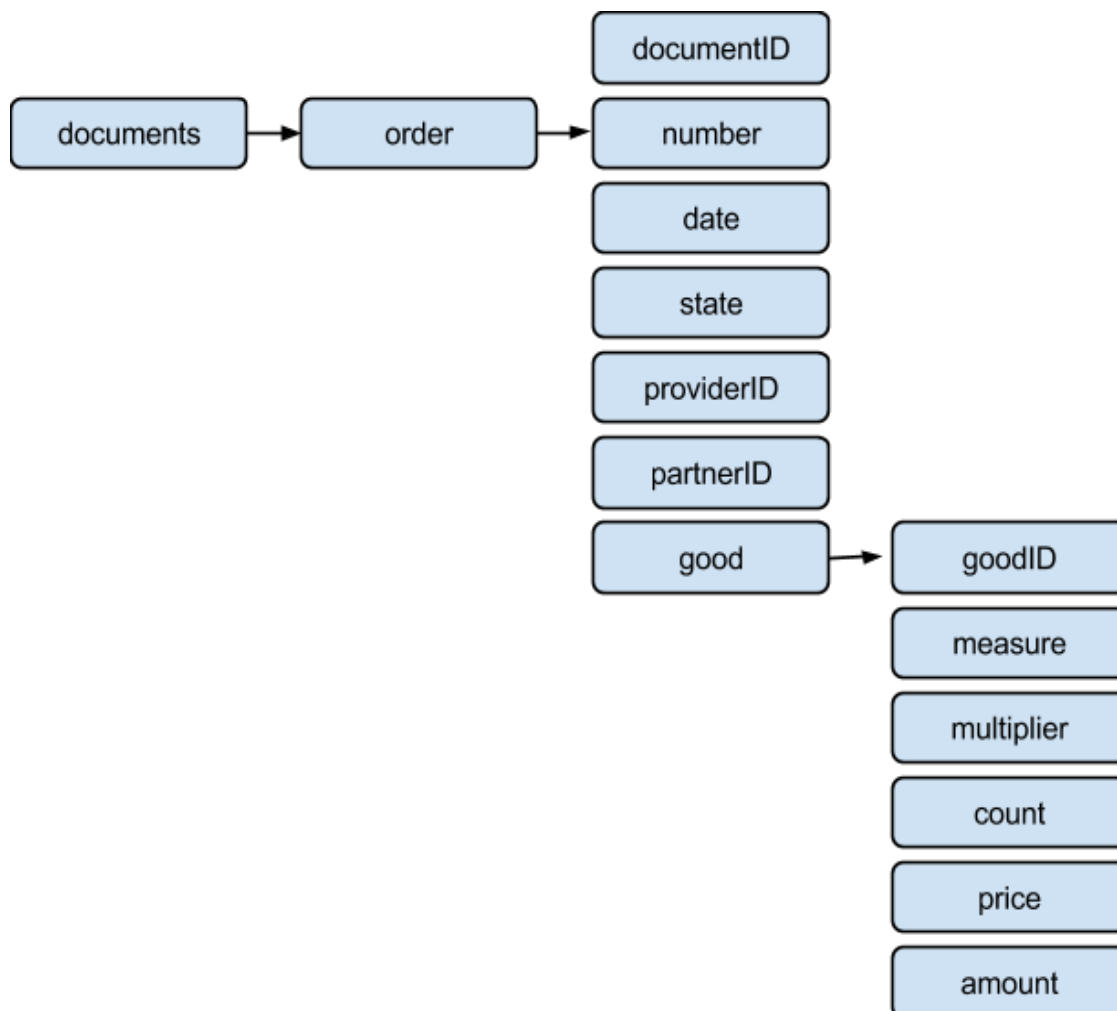 documentID
documents
order
number
date
state
providerID
partnerID
good
goodID
measure
multiplier
count
price
amount